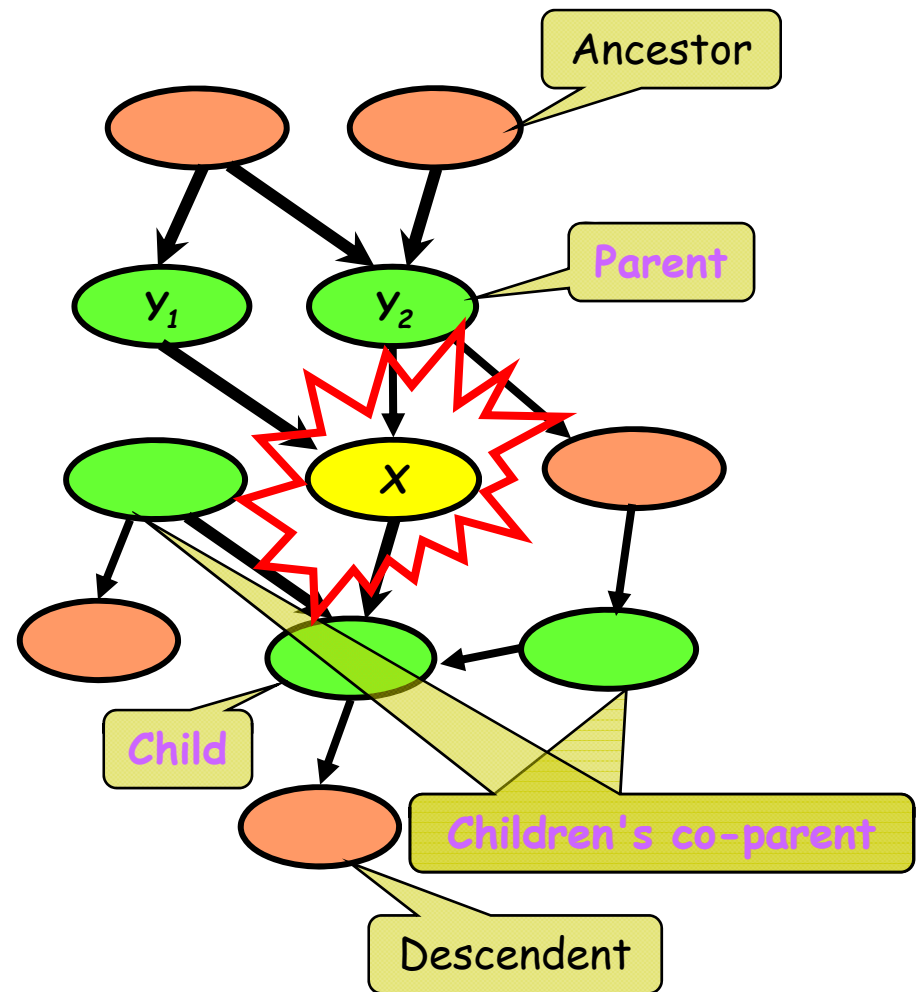 Ancestor
Parent
Y1
Y2
X
Child
Children's co-parent
Descendent